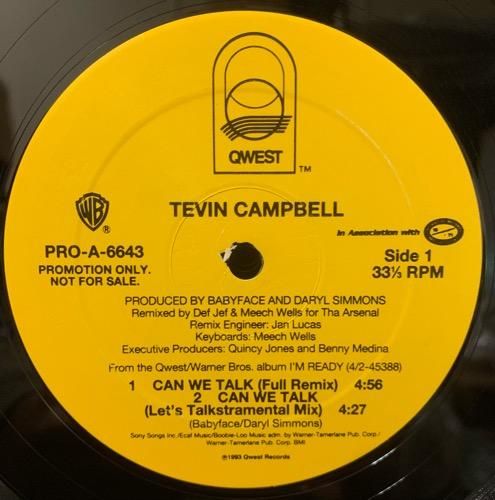 QWEST
TM
TEVIN CAMPBELL
WB
®
In Association with
PRO-A-6643
Side 1
PROMOTION ONLY.
33⅓ RPM
NOT FOR SALE.
PRODUCED BY BABYFACE AND DARYL SIMMONS
Remixed by Def Jef & Meech Wells for Tha Arsenal
Remix Engineer: Jan Lucas
Keyboards: Meech Wells
Executive Producers: Quincy Jones and Benny Medina
From the Qwest/Warner Bros. album I'M READY (4/2-45388)
1 CAN WE TALK (Full Remix) 4:56
2 CAN WE TALK
(Let's Talkstramental Mix) 4:27
(Babyface/Daryl Simmons)
Sony Songs Inc./Ecaf Music/Boobie-Loo Music adm. by Warner-Tamerlane Pub. Corp./
Warner-Tamerlane Pub. Corp. BMI
℗1993 Qwest Records